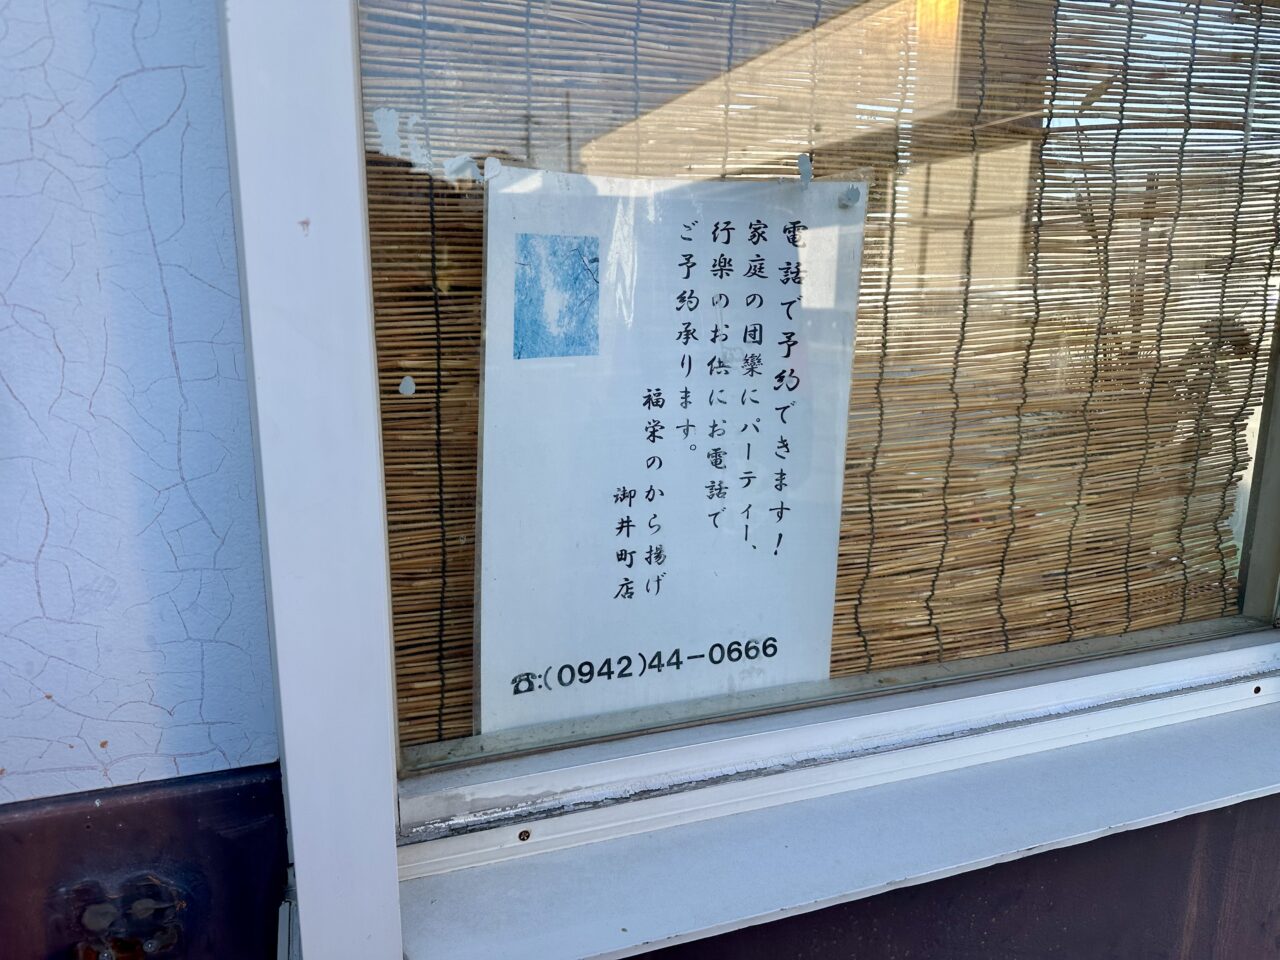 電話で予約できます!
家庭の団欒にパーティー、
行楽のお供にお電話で
ご予約承ります。
福栄のから揚げ
御井町店
☎:(0942)44-0666